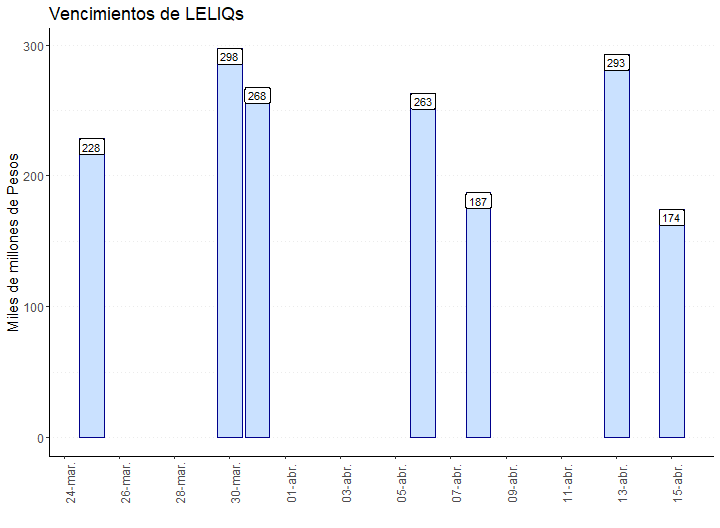 Vencimientos de LELIQs
Miles de millones de Pesos
300
200
100
0
228
298
268
263
187
293
174
24-mar.
26-mar.
28-mar.
30-mar.
01-abr.
03-abr.
05-abr.
07-abr.
09-abr.
11-abr.
13-abr.
15-abr.